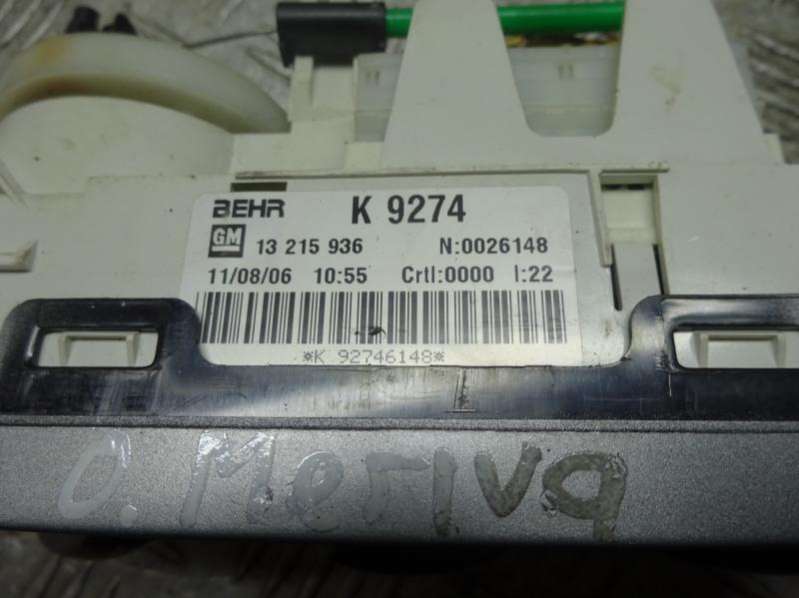 BEHR K 9274
GM 13 215 936 N:0026148
11/08/06 10:55 Crtl:0000 I:22
*K 92746148*
O. Meriva